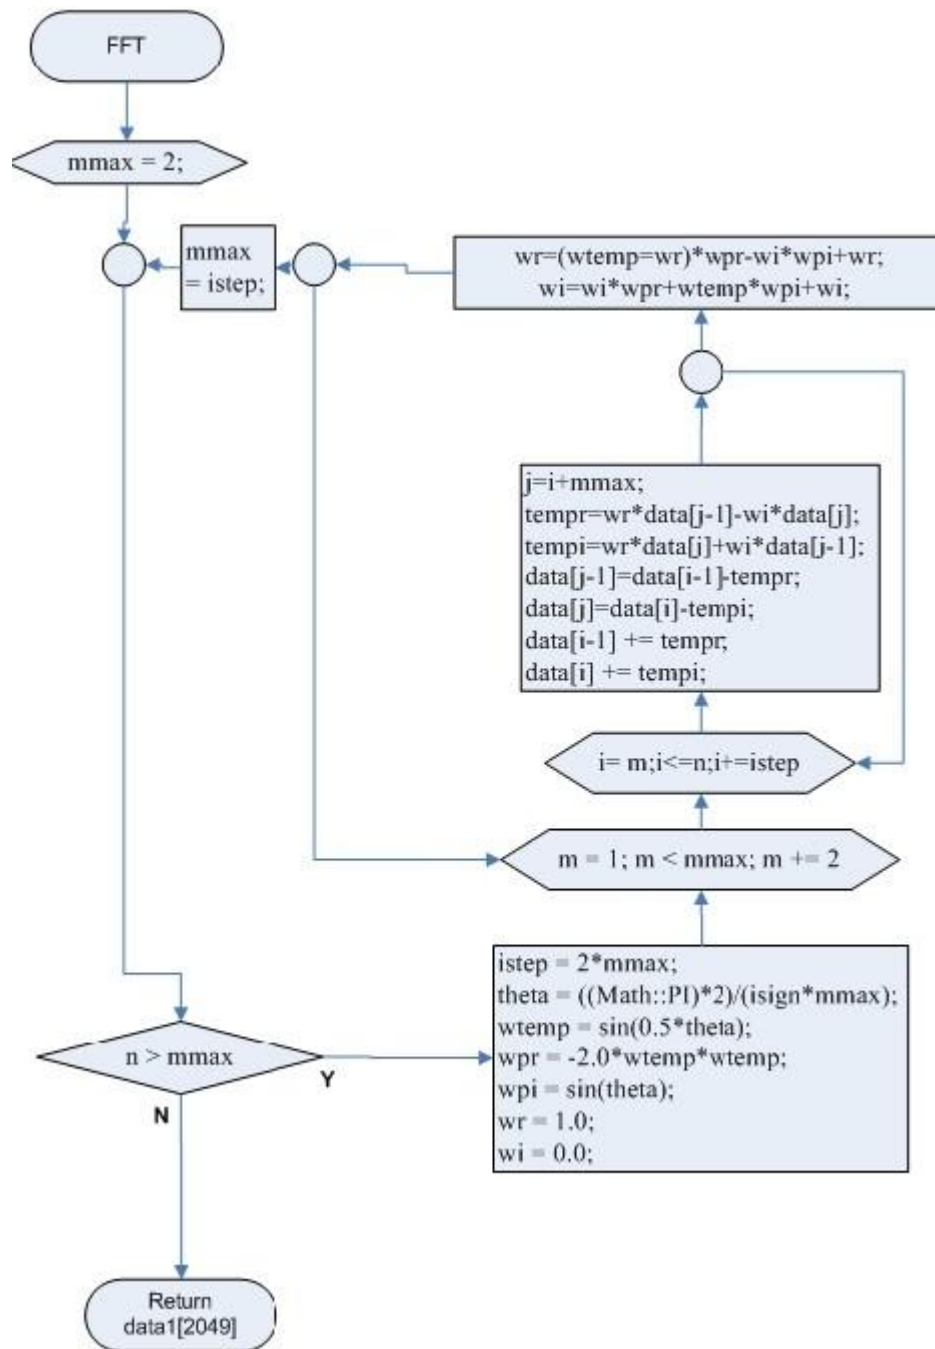 FFT
mmax = 2;
mmax
= istep;
wr=(wtemp=wr)*wpr-wi*wpi+wr;
wi=wi*wpr+wtemp*wpi+wi;
j=i+mmax;
tempr=wr*data[j-1]-wi*data[j];
tempi=wr*data[j]+wi*data[j-1];
data[j-1]=data[i-1]-tempr;
data[j]=data[i]-tempi;
data[i-1] += tempr;
data[i] += tempi;
i= m;i<=n;i+=istep
m = 1; m < mmax; m += 2
istep = 2*mmax;
theta = ((Math::PI)*2)/(isign*mmax);
wtemp = sin(0.5*theta);
wpr = -2.0*wtemp*wtemp;
wpi = sin(theta);
wr = 1.0;
wi = 0.0;
n > mmax
Y
N
Return
data1[2049]